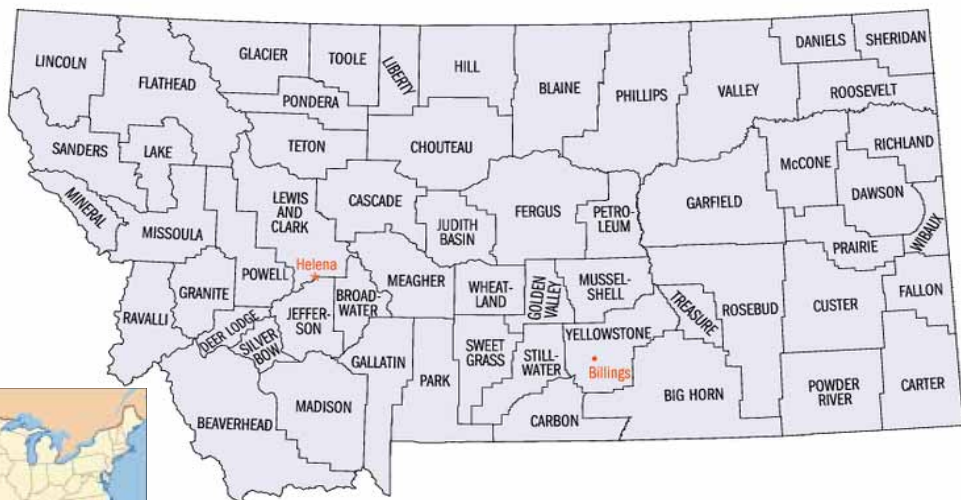 DANIELS
SHERIDAN
LINCOLN
GLACIER
TOOLE
LIBERTY
HILL
BLAINE
PHILLIPS
VALLEY
ROOSEVELT
FLATHEAD
PONDERA
SANDERS
LAKE
TETON
CHOUTEAU
McCONE
RICHLAND
MINERAL
LEWIS
AND
CLARK
CASCADE
JUDITH
BASIN
FERGUS
PETRO-
LEUM
GARFIELD
DAWSON
WIBAUX
MISSOULA
POWELL
Helena
MEAGHER
WHEAT-
LAND
GOLDEN
VALLEY
MUSSEL-
SHELL
PRAIRIE
FALLON
RAVALLI
GRANITE
DEER LODGE
SILVER
BOW
JEFFER-
SON
BROAD-
WATER
TREASURE
ROSEBUD
CUSTER
GALLATIN
PARK
SWEET
GRASS
STILL-
WATER
YELLOWSTONE
Billings
BIG HORN
POWDER
RIVER
CARTER
BEAVERHEAD
MADISON
CARBON